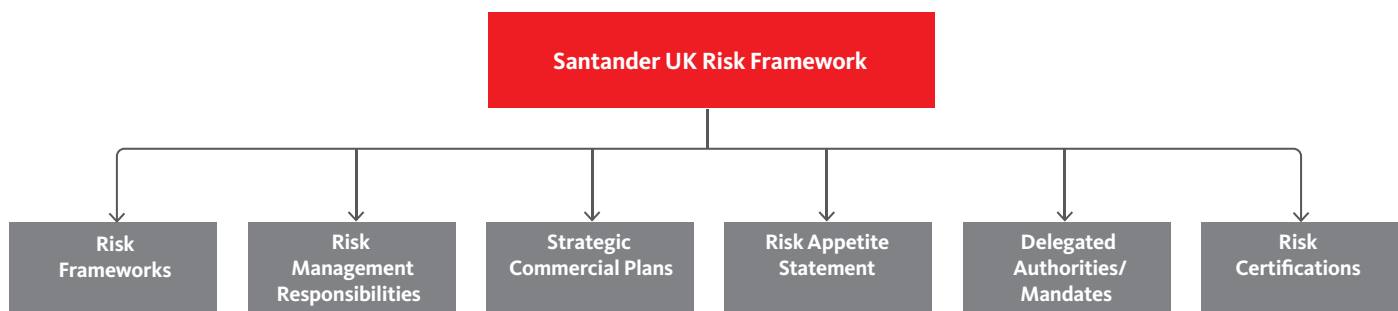 Santander UK Risk Framework
Risk
Frameworks
Risk
Management
Responsibilities
Strategic
Commercial Plans
Risk Appetite
Statement
Delegated
Authorities/
Mandates
Risk
Certifications